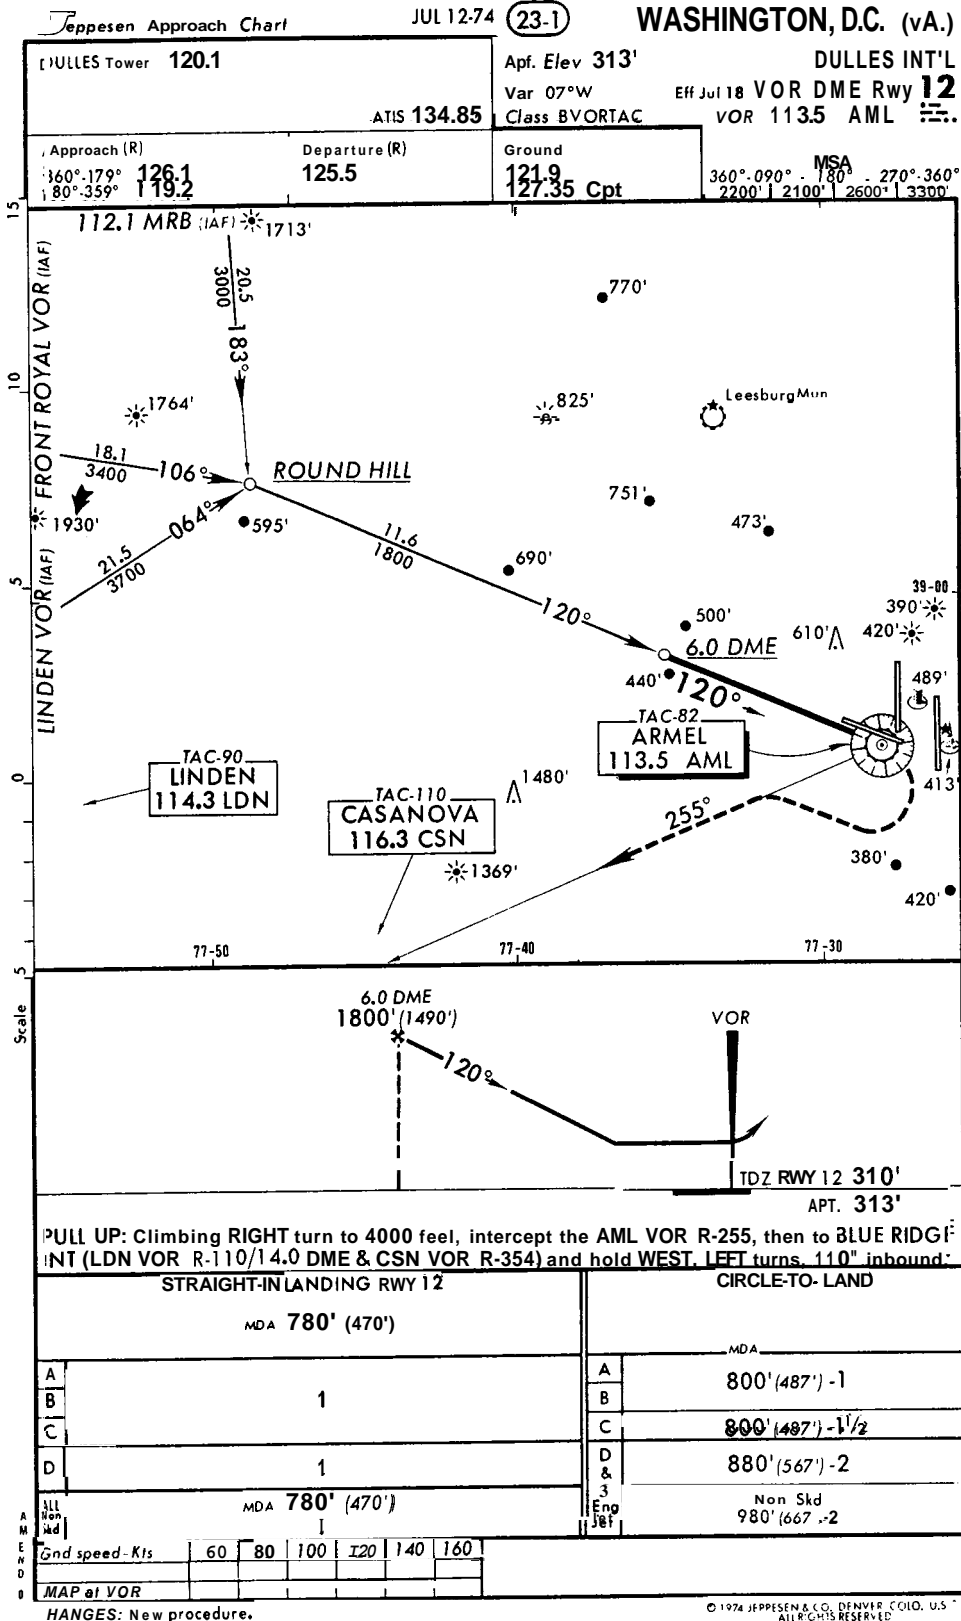 Jeppesen Approach Chart JUL 12-74 23-1 WASHINGTON, D.C. (vA.)
DULLES Tower 120.1 Apf. Elev 313' DULLES INT'L
Var 07°W Eff Jul 18 VOR DME Rwy 12
ATIS 134.85 Class BVORTAC VOR 113.5 AML
Approach (R) Departure (R) Ground MSA
360°-179° 126.1 125.5 121.9 360°-090° - 180° - 270°-360°
180°-359° 119.2 127.35 Cpt 2200' 2100' 2600' 3300'
15
112.1 MRB (IAF) 1713'
20.5
3000
183°
770'
FRONT ROYAL VOR (IAF)
10
1764'
825'
Leesburg Mun
18.1
3400
106°
ROUND HILL
1930'
064°
595'
751'
473'
11.6
1800
690'
21.5
3700
5
LINDEN VOR (IAF)
120°
500'
39-00
390'
610'
420'
6.0 DME
440'
120°
489'
TAC-82
ARMEL
113.5 AML
TAC-90
LINDEN
114.3 LDN
0
1480'
413'
TAC-110
CASANOVA
116.3 CSN
255°
1369'
380'
420'
77-50 77-40 77-30
5
Scale
6.0 DME
1800' (1490')
VOR
120°
TDZ RWY 12 310'
APT. 313'
PULL UP: Climbing RIGHT turn to 4000 feel, intercept the AML VOR R-255, then to BLUE RIDGE
INT (LDN VOR R-110/14.0 DME & CSN VOR R-354) and hold WEST, LEFT turns, 110" inbound.
STRAIGHT-IN LANDING RWY 12 CIRCLE-TO-LAND
MDA 780' (470')
MDA
A
B
C
1
A
B
800' (487') -1
C 800' (487') -1 1/2
D 1
D
&
3
Eng
Jet
880' (567') -2
ALL
Non
Skd
MDA 780' (470')
1
Non Skd
980' (667 .-2
AMEND 0
Gnd speed-Kts 60 80 100 120 140 160
MAP at VOR
HANGES: New procedure.
© 1974 JEPPESEN & CO. DENVER COLO. U.S
ALL RIGHTS RESERVED